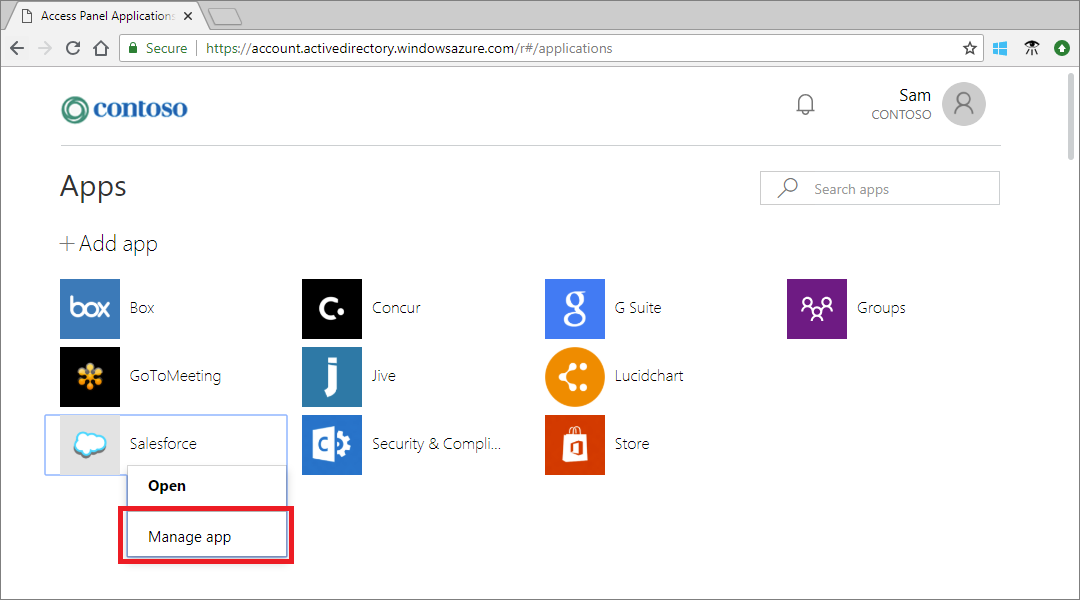 Access Panel Applications
Secure
https://account.activedirectory.windowsazure.com/r#/applications
contoso
Sam
CONTOSO
Apps
Search apps
+ Add app
box
Box
Concur
g
G Suite
Groups
GoToMeeting
j
Jive
Lucidchart
Salesforce
Security & Compli...
Store
Open
Manage app